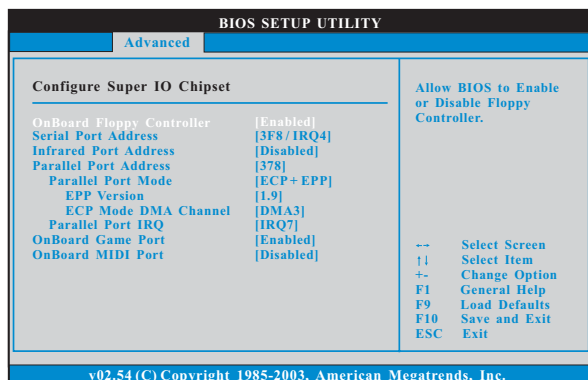 BIOS SETUP UTILITY
Advanced
Configure Super IO Chipset
OnBoard Floppy Controller [Enabled]
Serial Port Address [3F8 / IRQ4]
Infrared Port Address [Disabled]
Parallel Port Address [378]
Parallel Port Mode [ECP + EPP]
EPP Version [1.9]
ECP Mode DMA Channel [DMA3]
Parallel Port IRQ [IRQ7]
OnBoard Game Port [Enabled]
OnBoard MIDI Port [Disabled]
Allow BIOS to Enable
or Disable Floppy
Controller.
←→ Select Screen
↑↓ Select Item
+- Change Option
F1 General Help
F9 Load Defaults
F10 Save and Exit
ESC Exit
v02.54 (C) Copyright 1985-2003, American Megatrends, Inc.